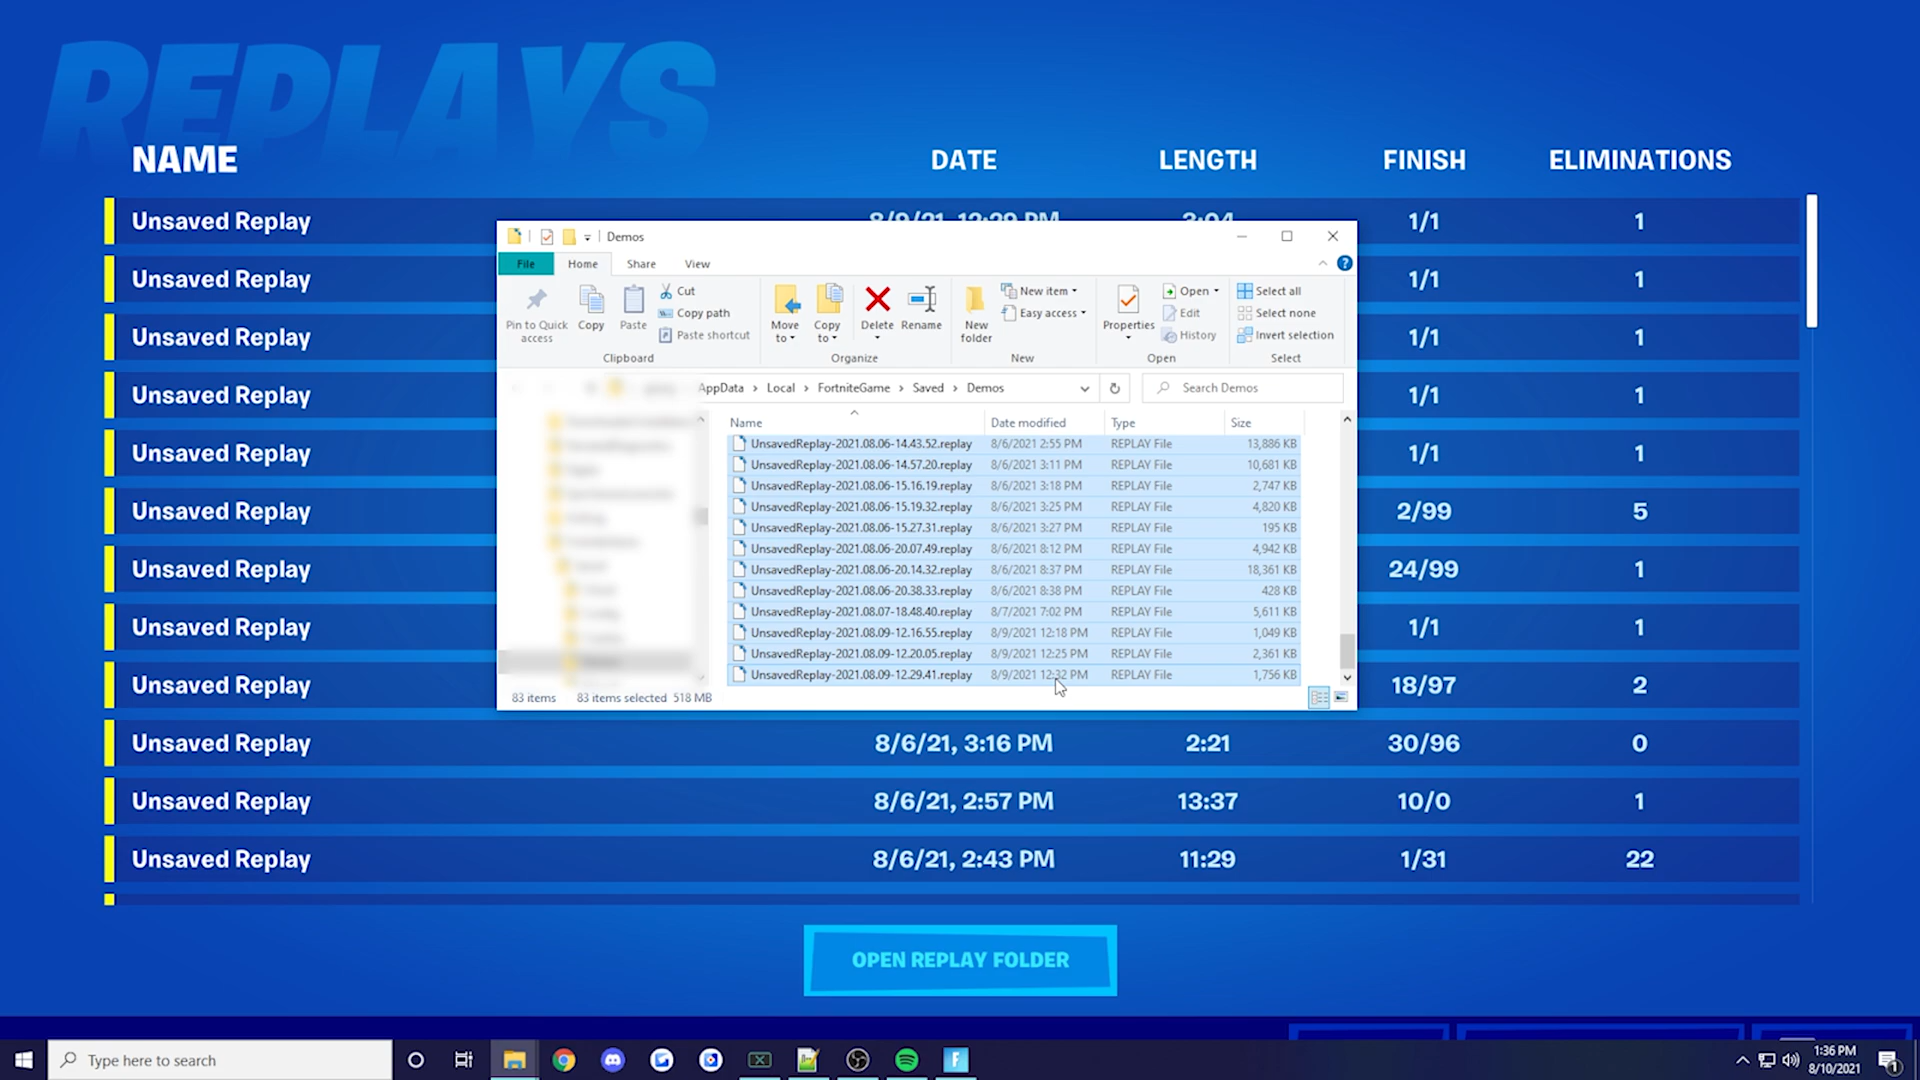 REPLAYS
NAME DATE LENGTH FINISH ELIMINATIONS
Unsaved Replay 8/9/21, 12:29 PM 3:04 1/1 1
Unsaved Replay 1/1 1
Unsaved Replay 1/1 1
Unsaved Replay 1/1 1
Unsaved Replay 1/1 1
Unsaved Replay 2/99 5
Unsaved Replay 24/99 1
Unsaved Replay 1/1 1
Unsaved Replay 18/97 2
Unsaved Replay 8/6/21, 3:16 PM 2:21 30/96 0
Unsaved Replay 8/6/21, 2:57 PM 13:37 10/0 1
Unsaved Replay 8/6/21, 2:43 PM 11:29 1/31 22
OPEN REPLAY FOLDER
Demos
File Home Share View
Pin to Quick access
Copy
Paste
Cut
Copy path
Paste shortcut
Clipboard
Move to
Copy to
Delete
Rename
Organize
New folder
New item
Easy access
New
Properties
Open
Edit
History
Open
Select all
Select none
Invert selection
Select
AppData > Local > FortniteGame > Saved > Demos
Search Demos
Name Date modified Type Size
UnsavedReplay-2021.08.06-14.43.52.replay 8/6/2021 2:55 PM REPLAY File 13,886 KB
UnsavedReplay-2021.08.06-14.57.20.replay 8/6/2021 3:11 PM REPLAY File 10,681 KB
UnsavedReplay-2021.08.06-15.16.19.replay 8/6/2021 3:18 PM REPLAY File 2,747 KB
UnsavedReplay-2021.08.06-15.19.32.replay 8/6/2021 3:25 PM REPLAY File 4,820 KB
UnsavedReplay-2021.08.06-15.27.31.replay 8/6/2021 3:27 PM REPLAY File 195 KB
UnsavedReplay-2021.08.06-20.07.49.replay 8/6/2021 8:12 PM REPLAY File 4,942 KB
UnsavedReplay-2021.08.06-20.14.32.replay 8/6/2021 8:37 PM REPLAY File 18,361 KB
UnsavedReplay-2021.08.06-20.38.33.replay 8/6/2021 8:38 PM REPLAY File 428 KB
UnsavedReplay-2021.08.07-18.48.40.replay 8/7/2021 7:02 PM REPLAY File 5,611 KB
UnsavedReplay-2021.08.09-12.16.55.replay 8/9/2021 12:18 PM REPLAY File 1,049 KB
UnsavedReplay-2021.08.09-12.20.05.replay 8/9/2021 12:25 PM REPLAY File 2,361 KB
UnsavedReplay-2021.08.09-12.29.41.replay 8/9/2021 12:32 PM REPLAY File 1,756 KB
83 items 83 items selected 518 MB
Type here to search
1:36 PM
8/10/2021
1